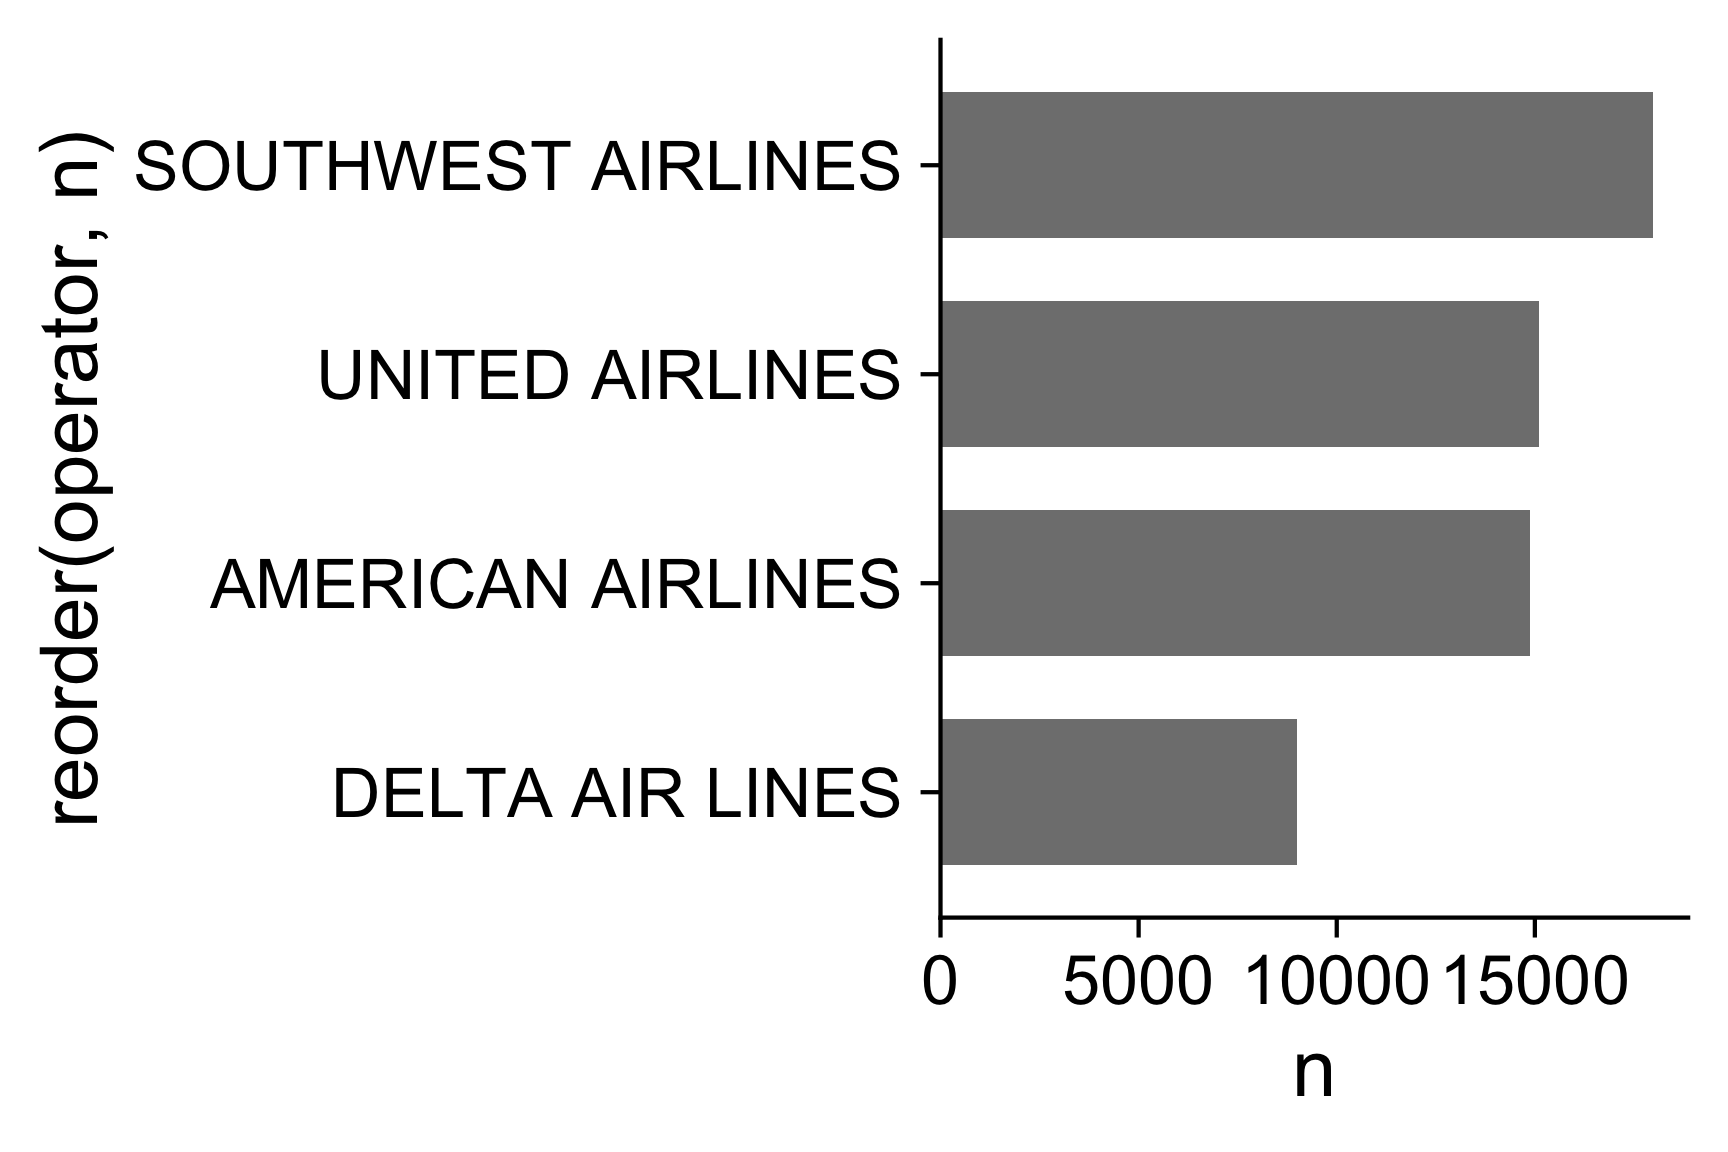 reorder(operator, n)
SOUTHWEST AIRLINES
UNITED AIRLINES
AMERICAN AIRLINES
DELTA AIR LINES
0 5000 10000 15000
n